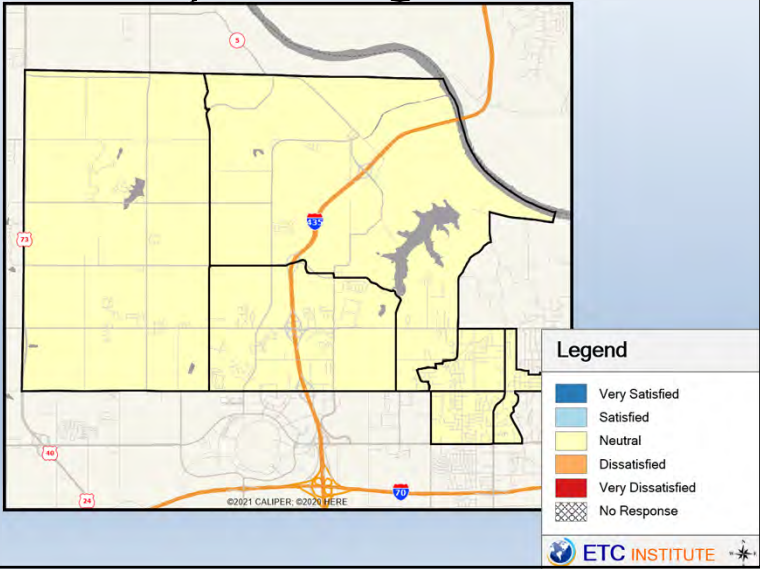 5
435
73
Legend
Very Satisfied
Satisfied
Neutral
Dissatisfied
Very Dissatisfied
No Response
40
24
70
©2021 CALIPER; ©2020 HERE
ETC INSTITUTE